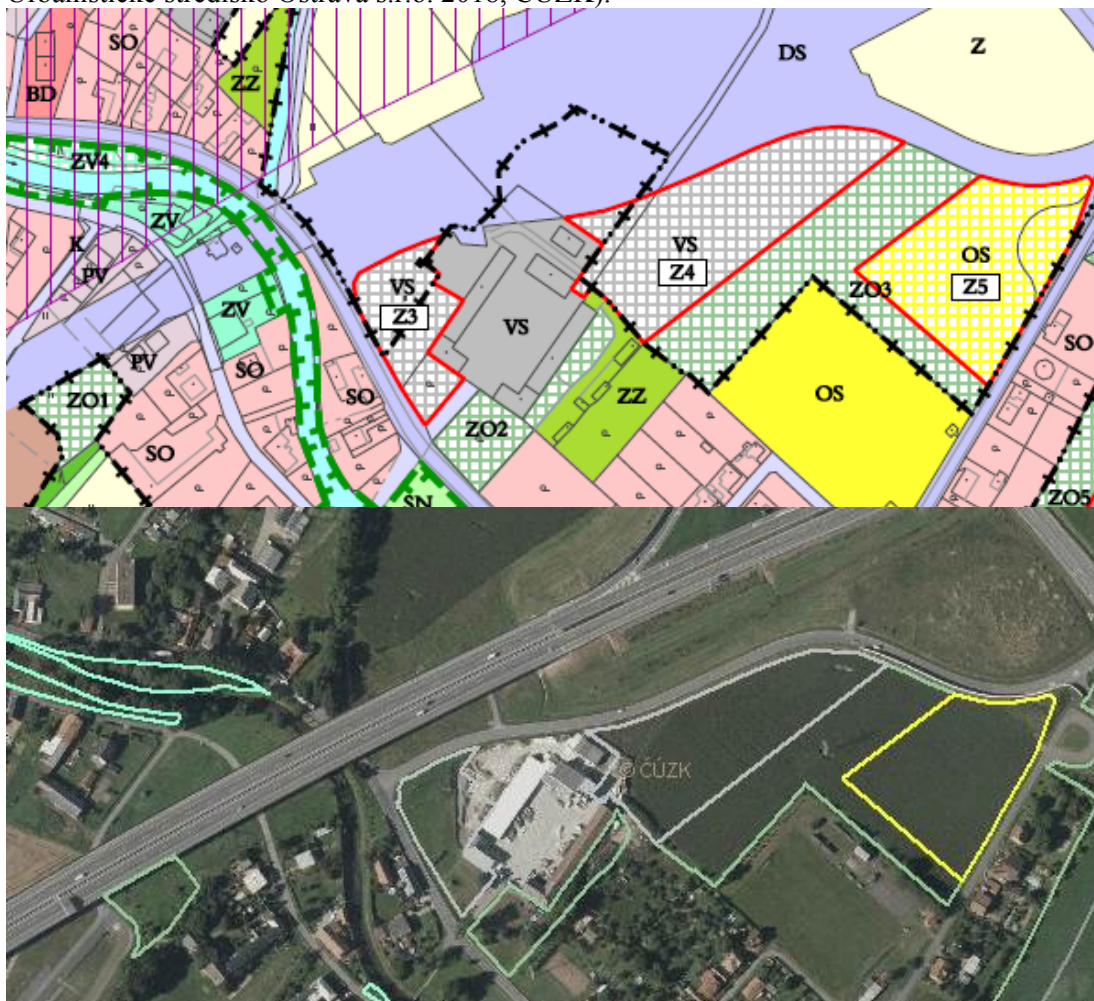 Urbanistické středisko Ostrava s.r.o. 2018, ČÚZK).
SO
BD
ZZ
DS
Z
ZV4
ZV
K
PV
ZV
PV
SO
ZO1
SO
SO
VS
Z3
VS
VS
Z4
ZO3
OS
Z5
OS
SO
ZZ
ZO2
SN
ZO5
© ČÚZK